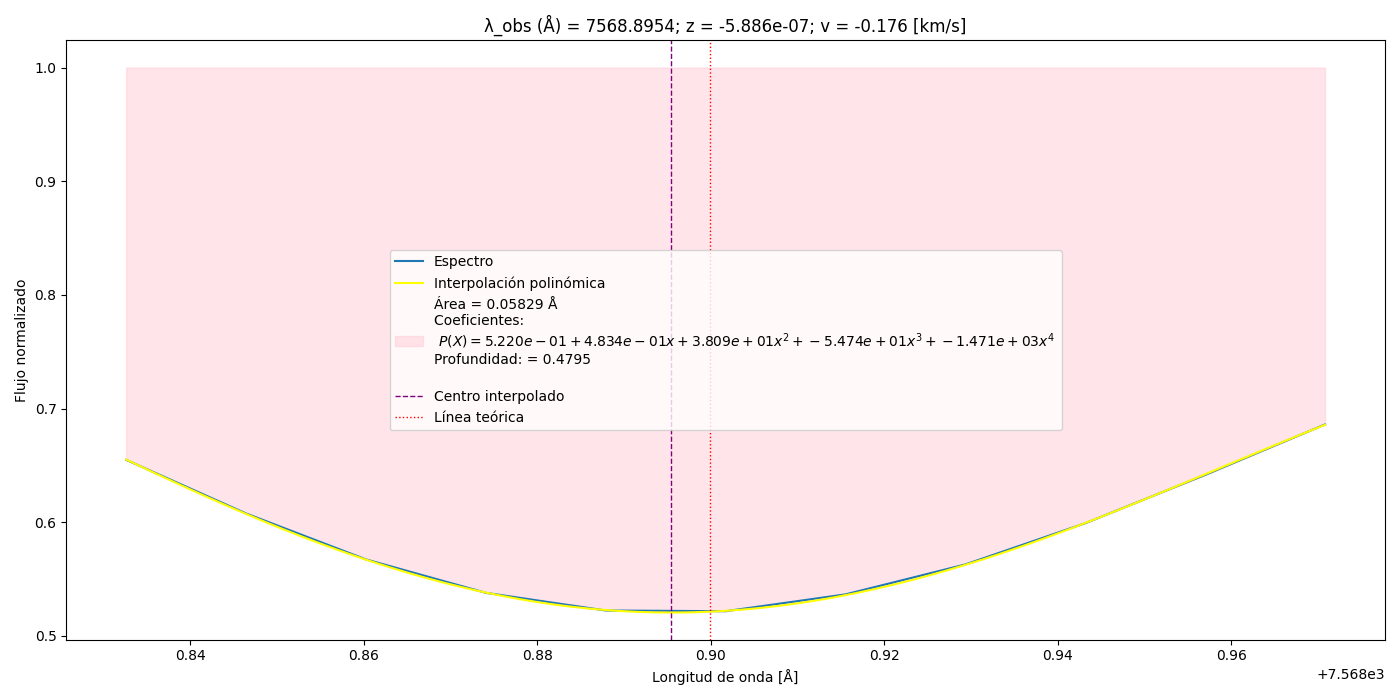 λ_obs (Å) = 7568.8954; z = -5.886e-07; v = -0.176 [km/s]
1.0
0.9
0.8
0.7
0.6
0.5
Flujo normalizado
Espectro
Interpolación polinómica
Área = 0.05829 Å
Coeficientes:
P(X) = 5.220e − 01 + 4.834e − 01x + 3.809e + 01x² + − 5.474e + 01x³ + − 1.471e + 03x⁴
Profundidad: = 0.4795
Centro interpolado
Línea teórica
0.84 0.86 0.88 0.90 0.92 0.94 0.96
Longitud de onda [Å]
+7.568e3